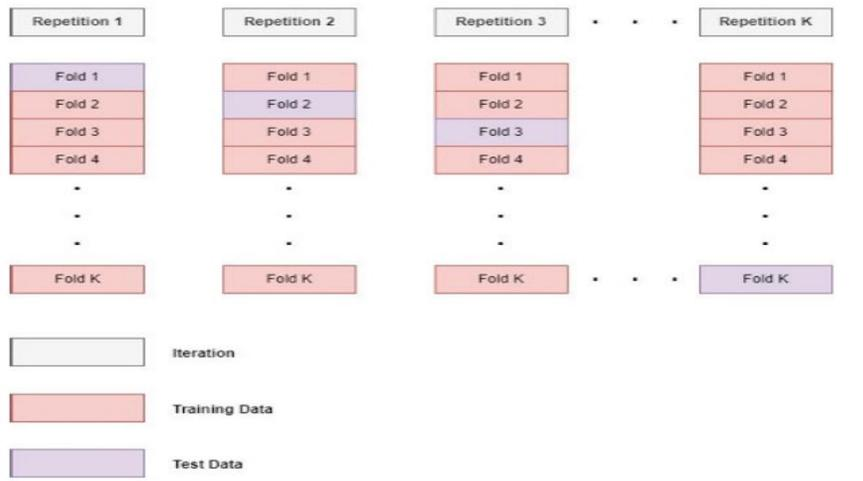 Repetition 1 Repetition 2 Repetition 3 . . . Repetition K
Fold 1 Fold 1 Fold 1 Fold 1
Fold 2 Fold 2 Fold 2 Fold 2
Fold 3 Fold 3 Fold 3 Fold 3
Fold 4 Fold 4 Fold 4 Fold 4
. . . .
. . . .
. . . .
Fold K Fold K Fold K . . . Fold K
Iteration
Training Data
Test Data